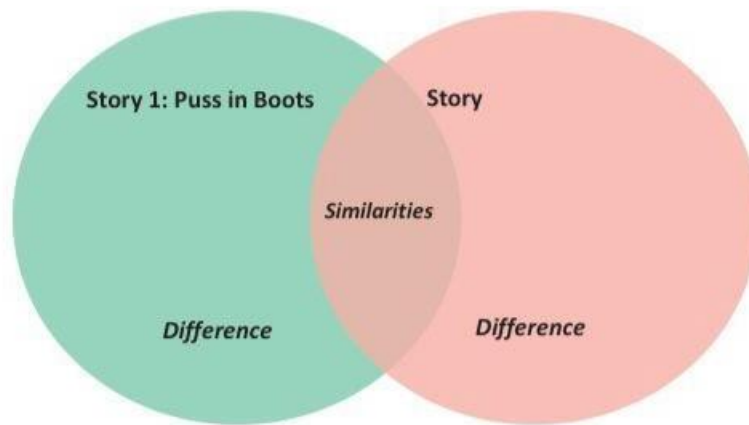 Story 1: Puss in Boots
Story
Similarities
Difference
Difference